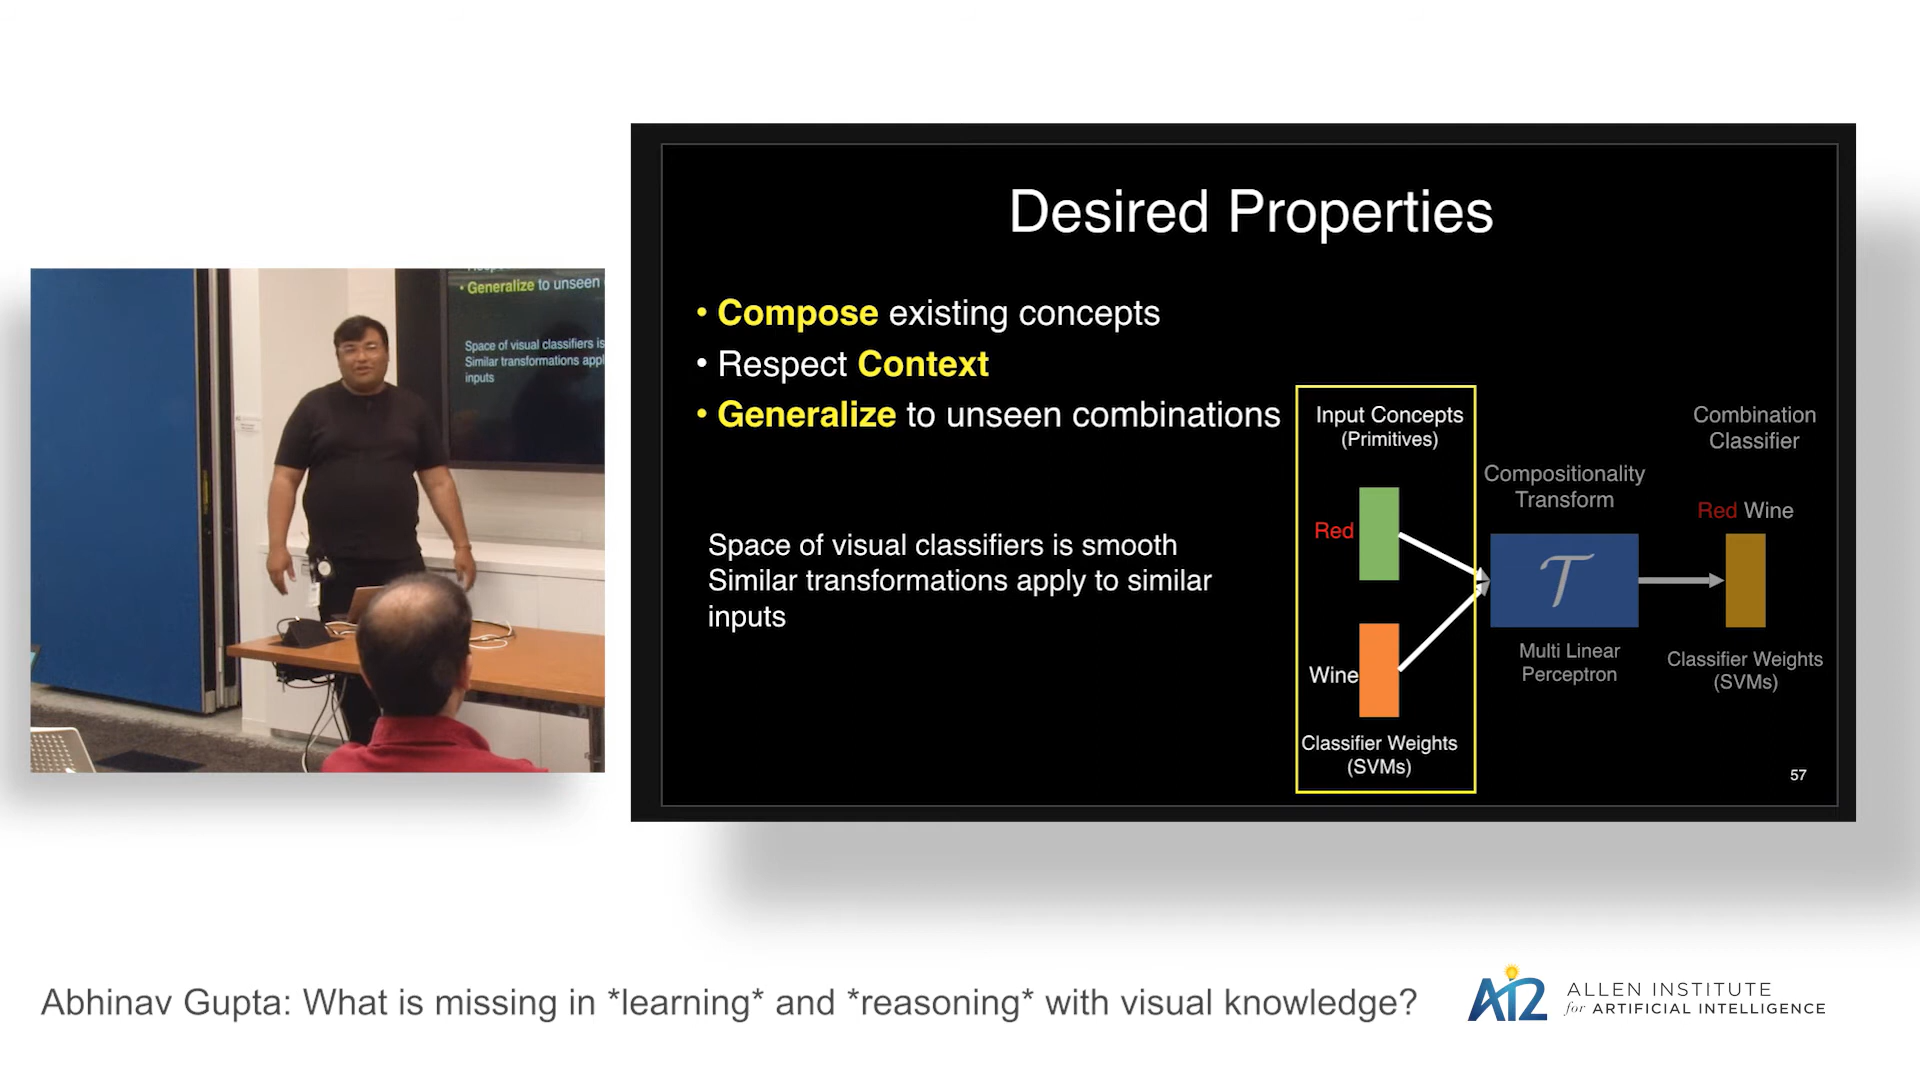 • Generalize to unseen
Space of visual classifiers is
Similar transformations appl
inputs
Desired Properties
• Compose existing concepts
• Respect Context
• Generalize to unseen combinations
Space of visual classifiers is smooth
Similar transformations apply to similar
inputs
Input Concepts
(Primitives)
Red
Wine
Classifier Weights
(SVMs)
Compositionality
Transform
T
Multi Linear
Perceptron
Combination
Classifier
Red Wine
Classifier Weights
(SVMs)
57
Abhinav Gupta: What is missing in *learning* and *reasoning* with visual knowledge?
AI2
ALLEN INSTITUTE
for ARTIFICIAL INTELLIGENCE